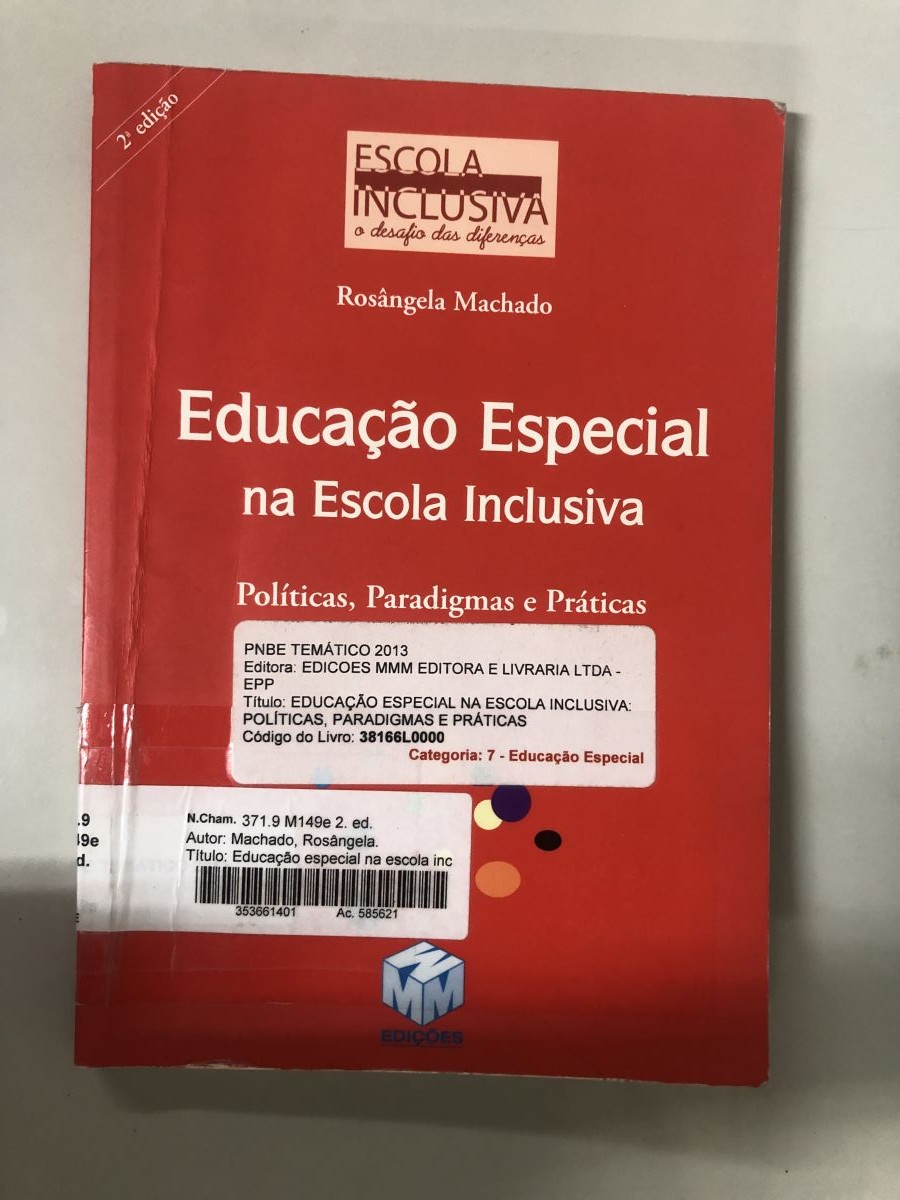 2ª edição
ESCOLA
INCLUSIVA
o desafio das diferenças
Rosângela Machado
Educação Especial
na Escola Inclusiva
Políticas, Paradigmas e Práticas
PNBE TEMÁTICO 2013
Editora: EDICOES MMM EDITORA E LIVRARIA LTDA -
EPP
Título: EDUCAÇÃO ESPECIAL NA ESCOLA INCLUSIVA:
POLÍTICAS, PARADIGMAS E PRÁTICAS
Código do Livro: 38166L0000
Categoria: 7 - Educação Especial
.9
49e
d.
E
N.Cham. 371.9 M149e 2. ed.
Autor: Machado, Rosângela.
Título: Educação especial na escola inc
353661401 Ac. 585621
MMM
EDIÇÕES